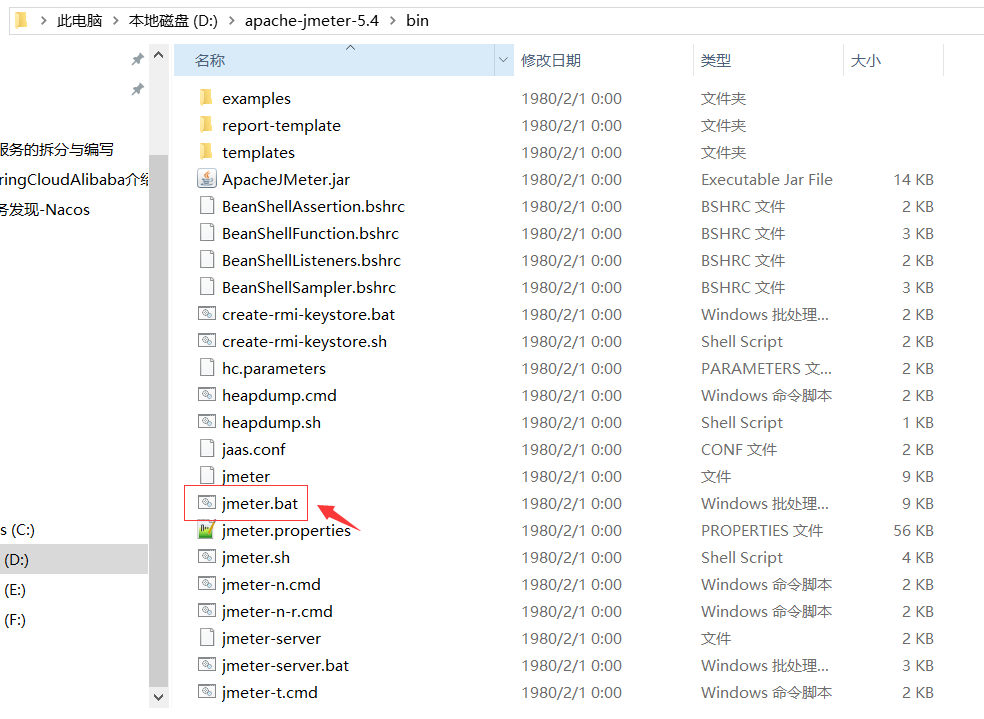 此电脑 > 本地磁盘 (D:) > apache-jmeter-5.4 > bin
名称 修改日期 类型 大小
examples 1980/2/1 0:00 文件夹
report-template 1980/2/1 0:00 文件夹
templates 1980/2/1 0:00 文件夹
ApacheJMeter.jar 1980/2/1 0:00 Executable Jar File 14 KB
BeanShellAssertion.bshrc 1980/2/1 0:00 BSHRC 文件 2 KB
BeanShellFunction.bshrc 1980/2/1 0:00 BSHRC 文件 3 KB
BeanShellListeners.bshrc 1980/2/1 0:00 BSHRC 文件 2 KB
BeanShellSampler.bshrc 1980/2/1 0:00 BSHRC 文件 3 KB
create-rmi-keystore.bat 1980/2/1 0:00 Windows 批处理... 2 KB
create-rmi-keystore.sh 1980/2/1 0:00 Shell Script 2 KB
hc.parameters 1980/2/1 0:00 PARAMETERS 文... 2 KB
heapdump.cmd 1980/2/1 0:00 Windows 命令脚本 2 KB
heapdump.sh 1980/2/1 0:00 Shell Script 1 KB
jaas.conf 1980/2/1 0:00 CONF 文件 2 KB
jmeter 1980/2/1 0:00 文件 9 KB
jmeter.bat 1980/2/1 0:00 Windows 批处理... 9 KB
jmeter.properties 1980/2/1 0:00 PROPERTIES 文件 56 KB
jmeter.sh 1980/2/1 0:00 Shell Script 4 KB
jmeter-n.cmd 1980/2/1 0:00 Windows 命令脚本 2 KB
jmeter-n-r.cmd 1980/2/1 0:00 Windows 命令脚本 2 KB
jmeter-server 1980/2/1 0:00 文件 2 KB
jmeter-server.bat 1980/2/1 0:00 Windows 批处理... 3 KB
jmeter-t.cmd 1980/2/1 0:00 Windows 命令脚本 2 KB
服务的拆分与编写
ringCloudAlibaba介绍
务发现-Nacos
s (C:)
(D:)
(E:)
(F:)